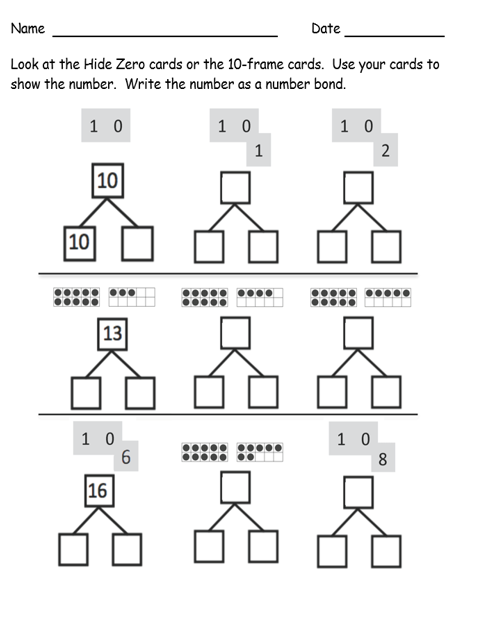 Name Date
Look at the Hide Zero cards or the 10-frame cards. Use your cards to
show the number. Write the number as a number bond.
1 0 1 0 1 0
1 2
10
10
13
1 0 1 0
6 8
16